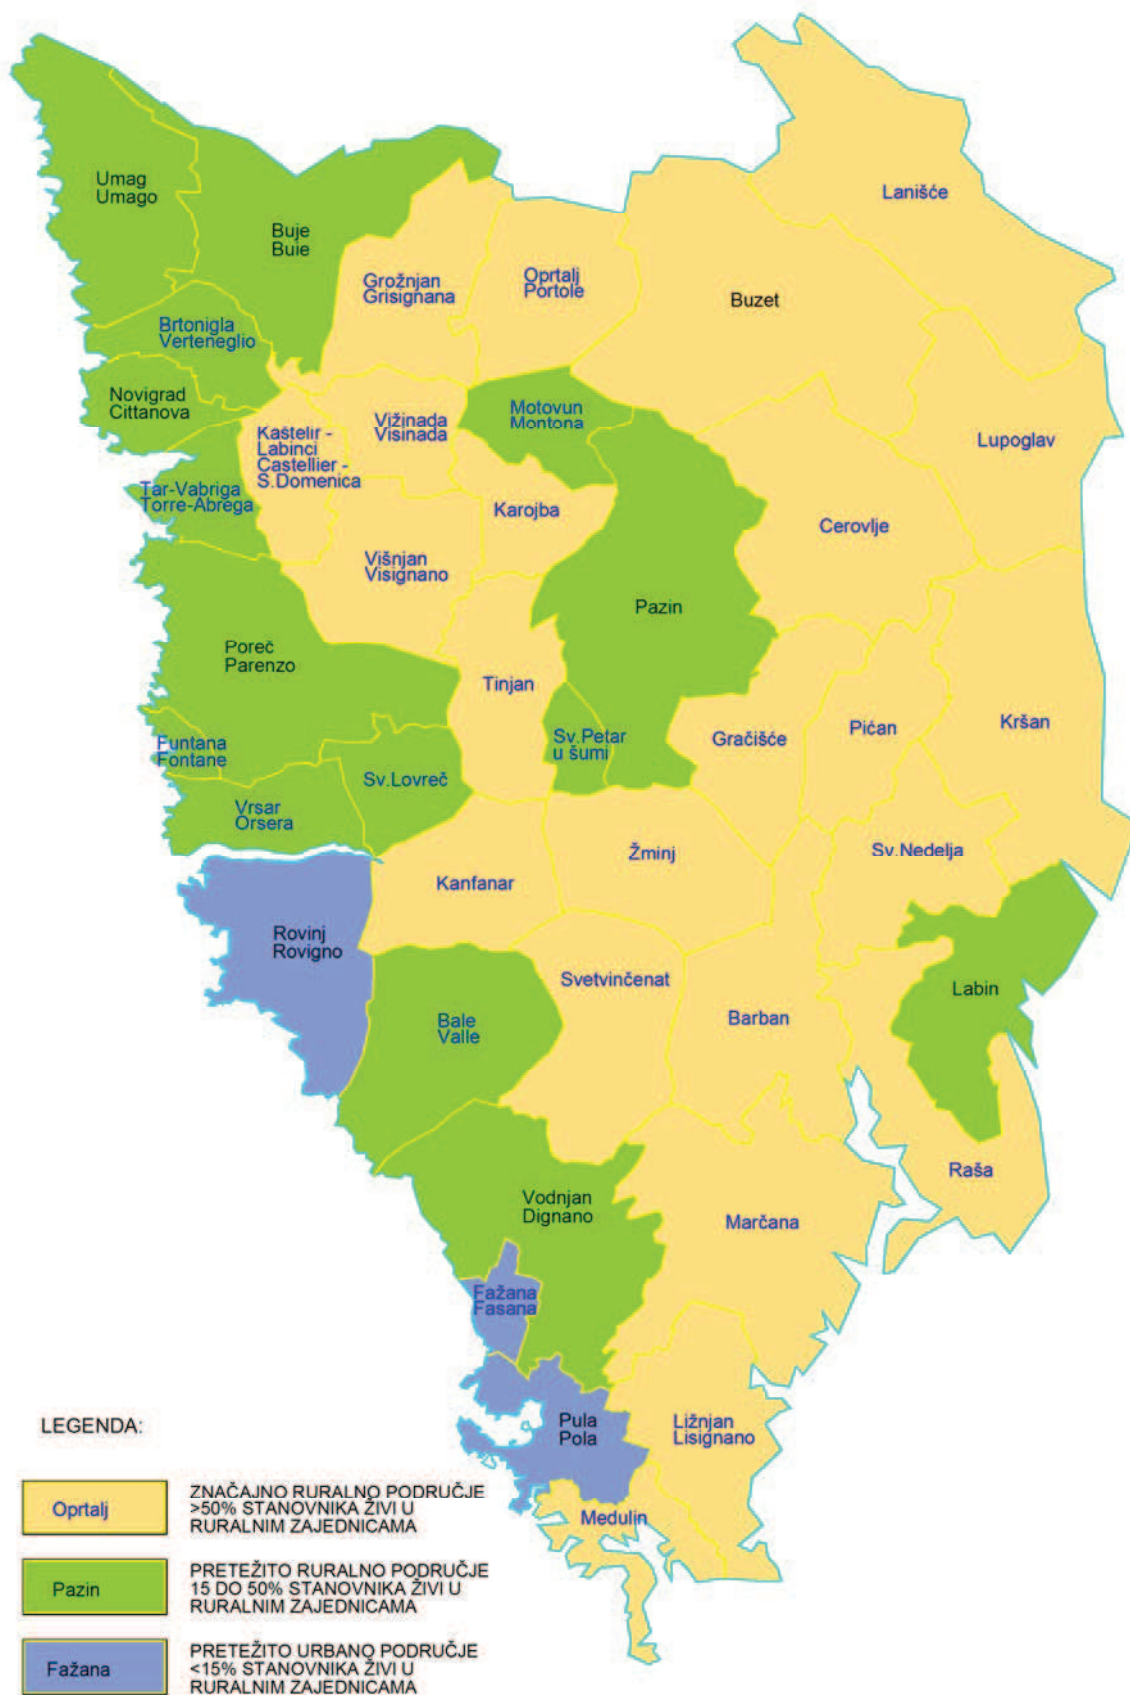 Lanišće
Umag
Umago
Buje
Buie
Grožnjan
Grisignana
Oprtalj
Portole
Buzet
Brtonigla
Verteneglio
Novigrad
Cittanova
Motovun
Montona
Vižinada
Visinada
Kaštelir -
Labinci
Castellier -
S.Domenica
Lupoglav
Tar-Vabriga
Torre-Abrega
Karojba
Cerovlje
Višnjan
Visignano
Pazin
Poreč
Parenzo
Tinjan
Kršan
Pićan
Gračišće
Sv.Petar
u šumi
Funtana
Fontane
Sv.Lovreč
Vrsar
Orsera
Žminj
Sv.Nedelja
Kanfanar
Rovinj
Rovigno
Svetvinčenat
Labin
Bale
Valle
Barban
Raša
Vodnjan
Dignano
Marčana
Fažana
Fasana
Pula
Pola
Ližnjan
Lisignano
Medulin
LEGENDA:
Oprtalj
ZNAČAJNO RURALNO PODRUČJE
>50% STANOVNIKA ŽIVI U
RURALNIM ZAJEDNICAMA
Pazin
PRETEŽITO RURALNO PODRUČJE
15 DO 50% STANOVNIKA ŽIVI U
RURALNIM ZAJEDNICAMA
Fažana
PRETEŽITO URBANO PODRUČJE
<15% STANOVNIKA ŽIVI U
RURALNIM ZAJEDNICAMA